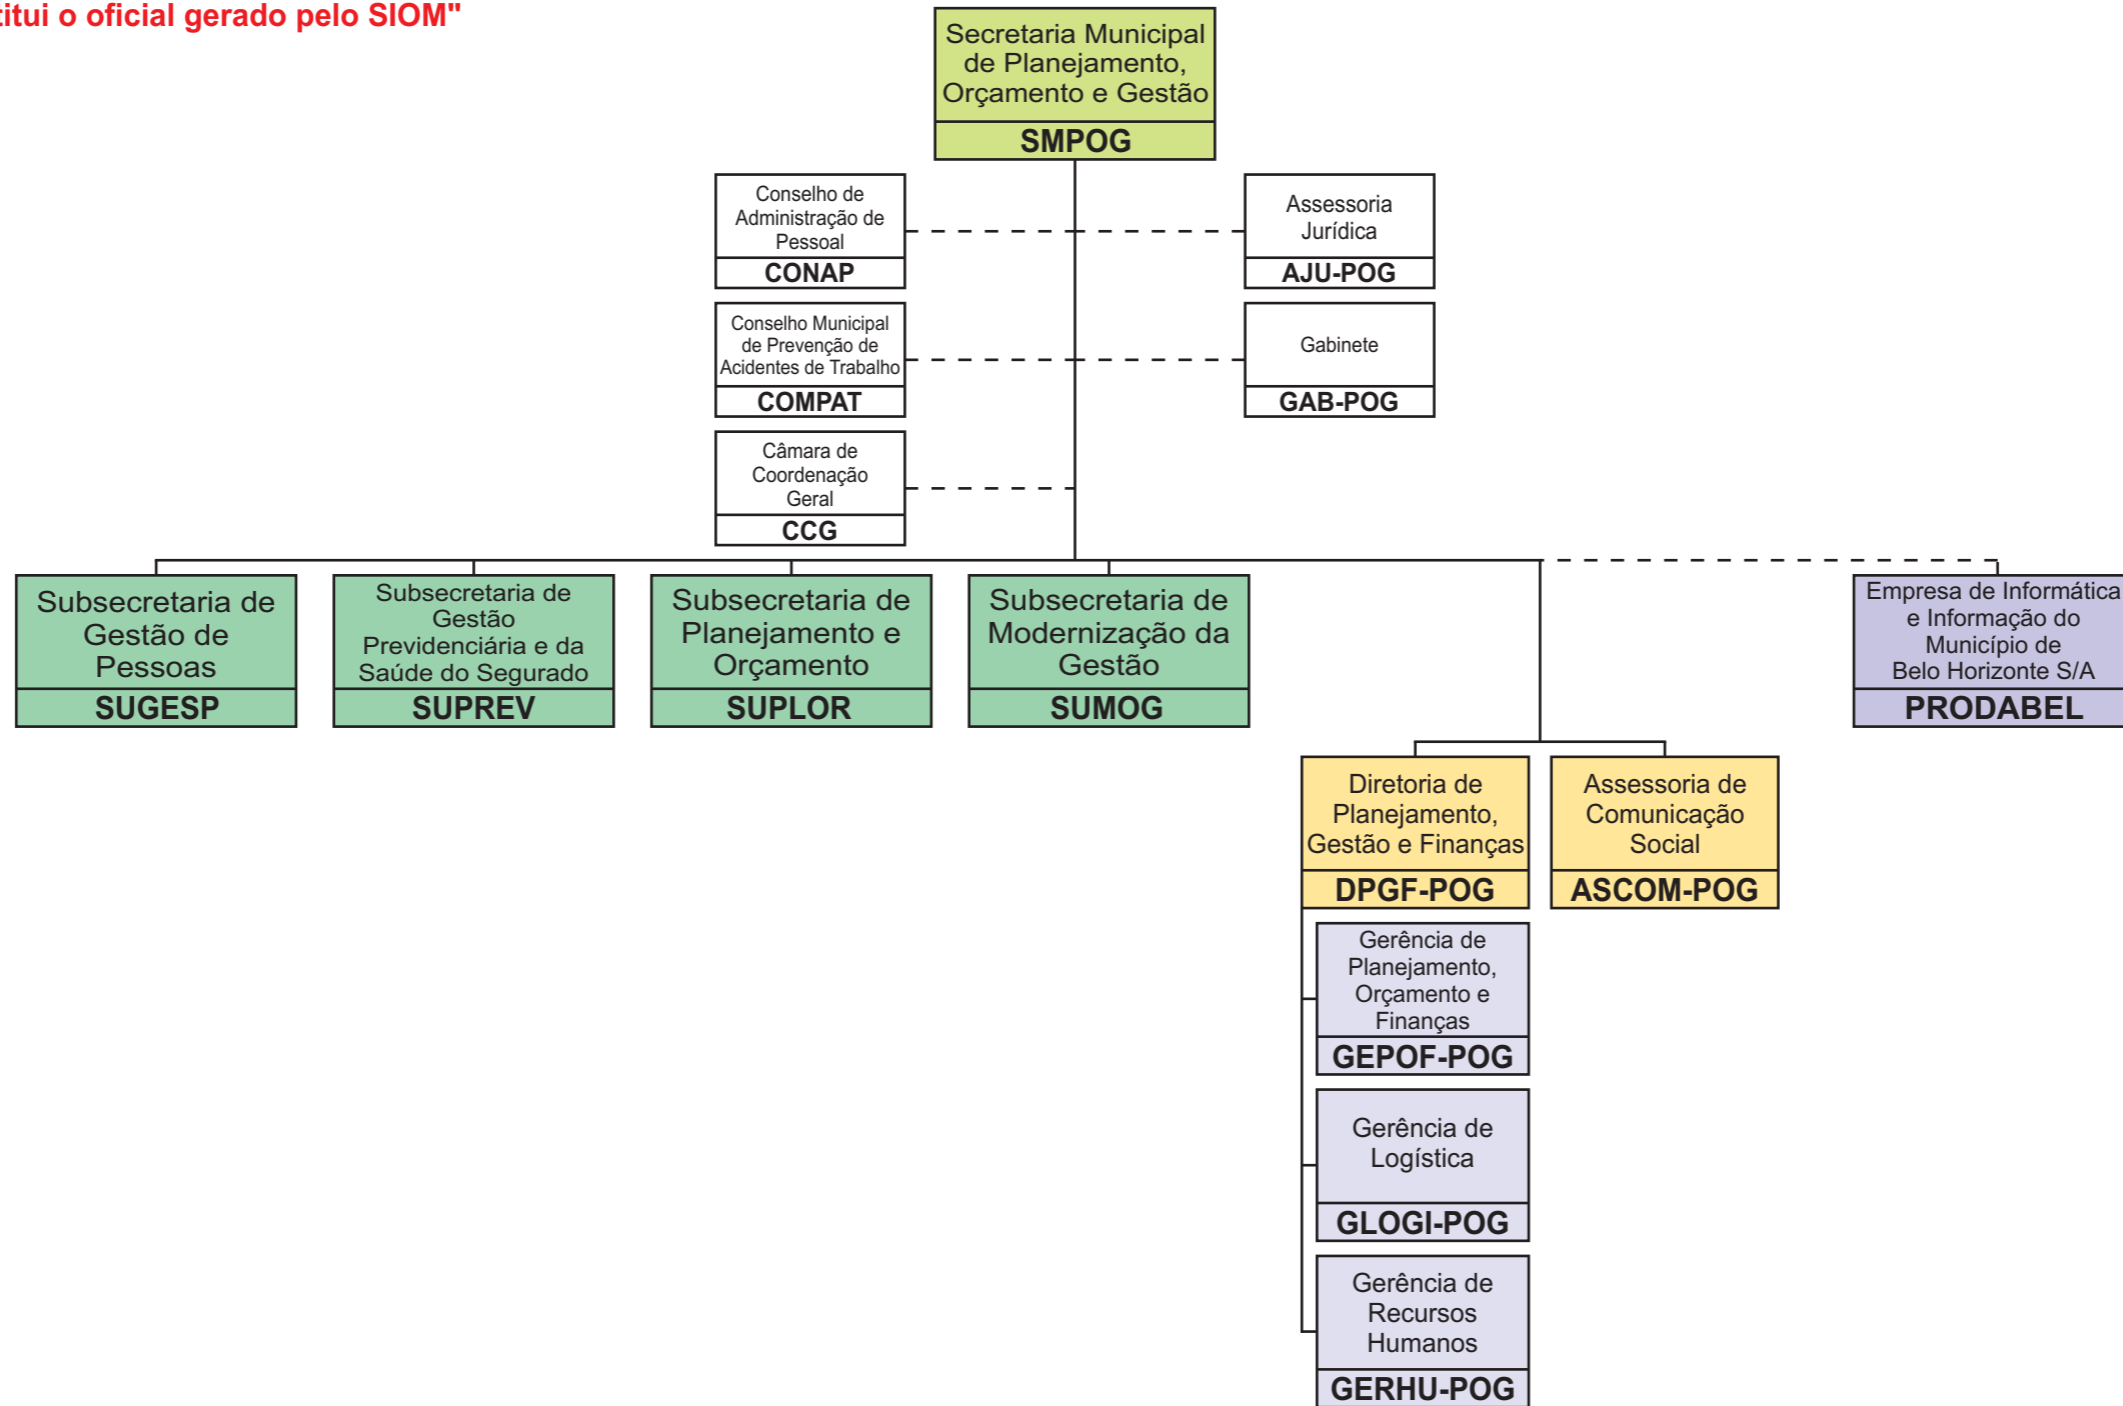 titui o oficial gerado pelo SIOM"
Secretaria Municipal
de Planejamento,
Orçamento e Gestão
SMPOG
Conselho de
Administração de
Pessoal
CONAP
Assessoria
Jurídica
AJU-POG
Conselho Municipal
de Prevenção de
Acidentes de Trabalho
COMPAT
Gabinete
GAB-POG
Câmara de
Coordenação
Geral
CCG
Subsecretaria de
Gestão de
Pessoas
SUGESP
Subsecretaria de
Gestão
Previdenciária e da
Saúde do Segurado
SUPREV
Subsecretaria de
Planejamento e
Orçamento
SUPLOR
Subsecretaria de
Modernização da
Gestão
SUMOG
Empresa de Informática
e Informação do
Município de
Belo Horizonte S/A
PRODABEL
Diretoria de
Planejamento,
Gestão e Finanças
DPGF-POG
Assessoria de
Comunicação
Social
ASCOM-POG
Gerência de
Planejamento,
Orçamento e
Finanças
GEPOF-POG
Gerência de
Logística
GLOGI-POG
Gerência de
Recursos
Humanos
GERHU-POG